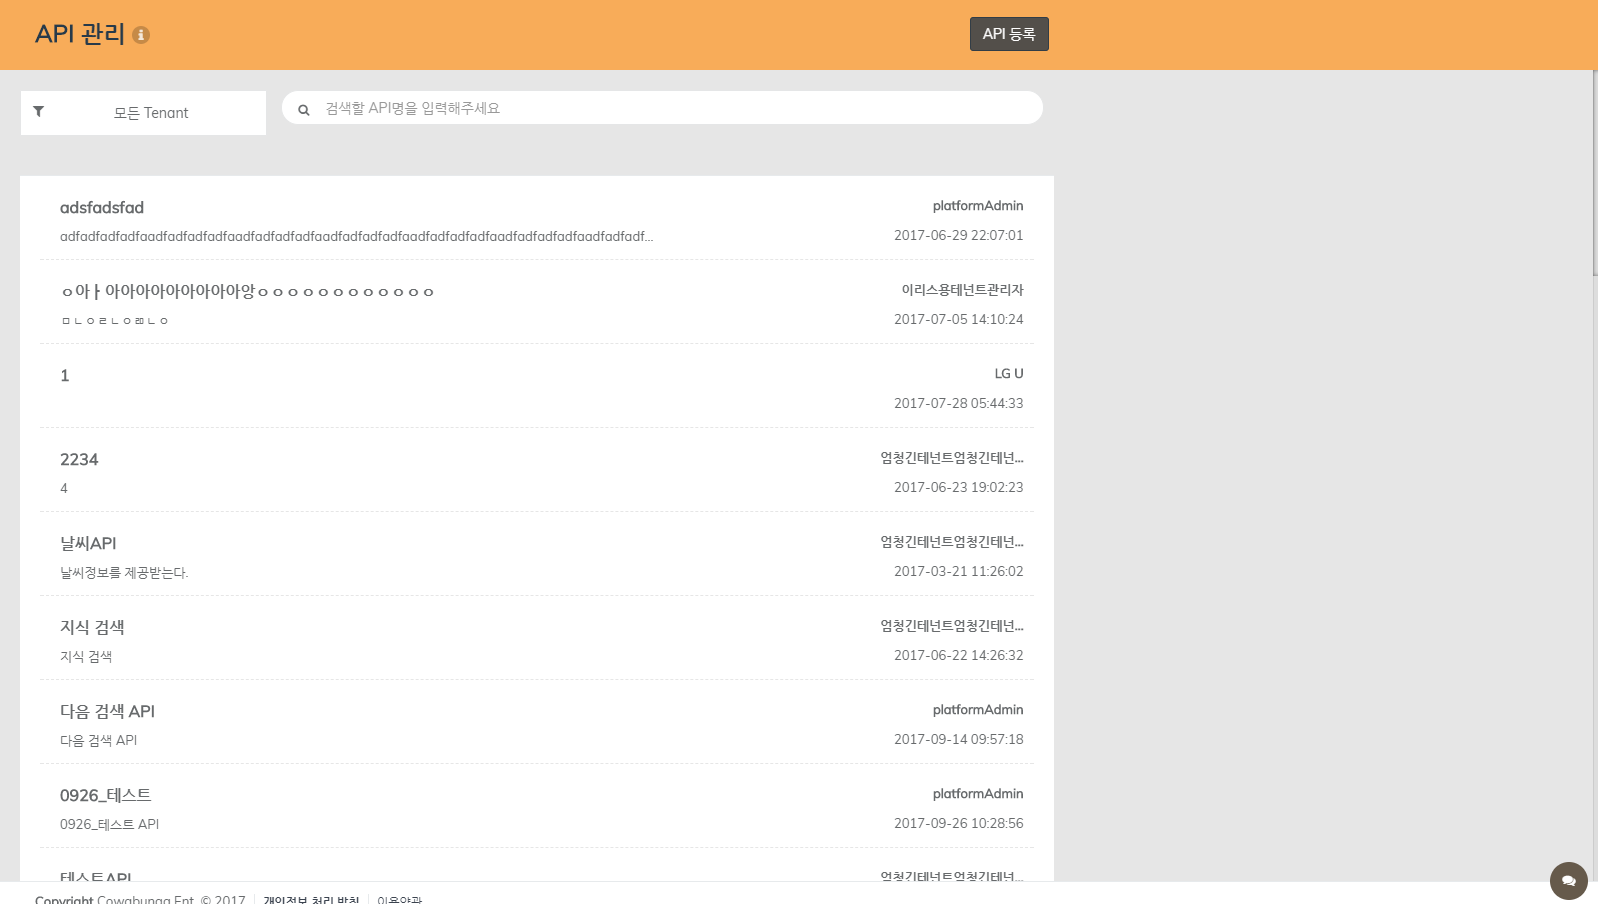 API 관리
API 등록
모든 Tenant
검색할 API명을 입력해주세요
adsfadsfad
platformAdmin
adfadfadfadfaadfadfadfadfaadfadfadfadfaadfadfadfadfaadfadfadfadfaadfadfadfadfaadfadfadf...
2017-06-29 22:07:01
ㅇ아ㅏ아아아아아아아아아앙ㅇㅇㅇㅇㅇㅇㅇㅇㅇㅇㅇㅇ
이리스용테넌트관리자
ㅁㄴㅇㄹㄴㅇㄻㄴㅇ
2017-07-05 14:10:24
1
LG U
2017-07-28 05:44:33
2234
엄청긴테넌트엄청긴테넌...
4
2017-06-23 19:02:23
날씨API
엄청긴테넌트엄청긴테넌...
날씨정보를 제공받는다.
2017-03-21 11:26:02
지식 검색
엄청긴테넌트엄청긴테넌...
지식 검색
2017-06-22 14:26:32
다음 검색 API
platformAdmin
다음 검색 API
2017-09-14 09:57:18
0926_테스트
platformAdmin
0926_테스트 API
2017-09-26 10:28:56
테스트API
엄청긴테넌트엄청긴테넌...
Copyright Cowabunga Ent. © 2017
개인정보 처리 방침
이용약관